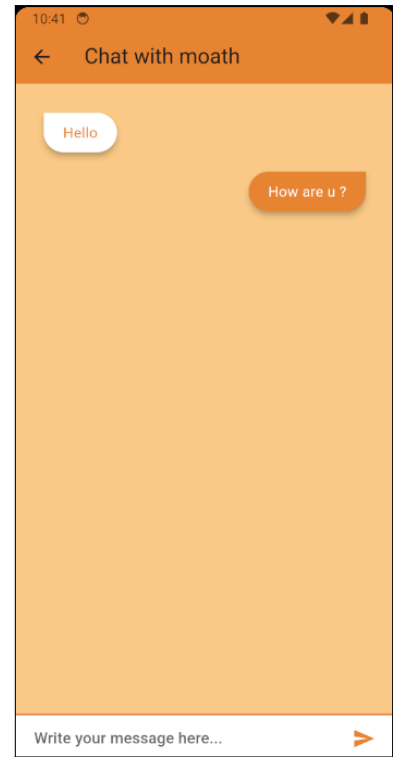 10:41
Chat with moath
Hello
How are u ?
Write your message here...